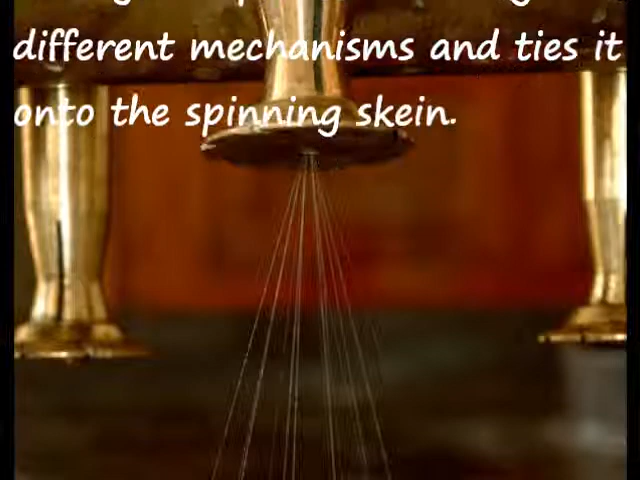 different mechanisms and ties it
onto the spinning skein.